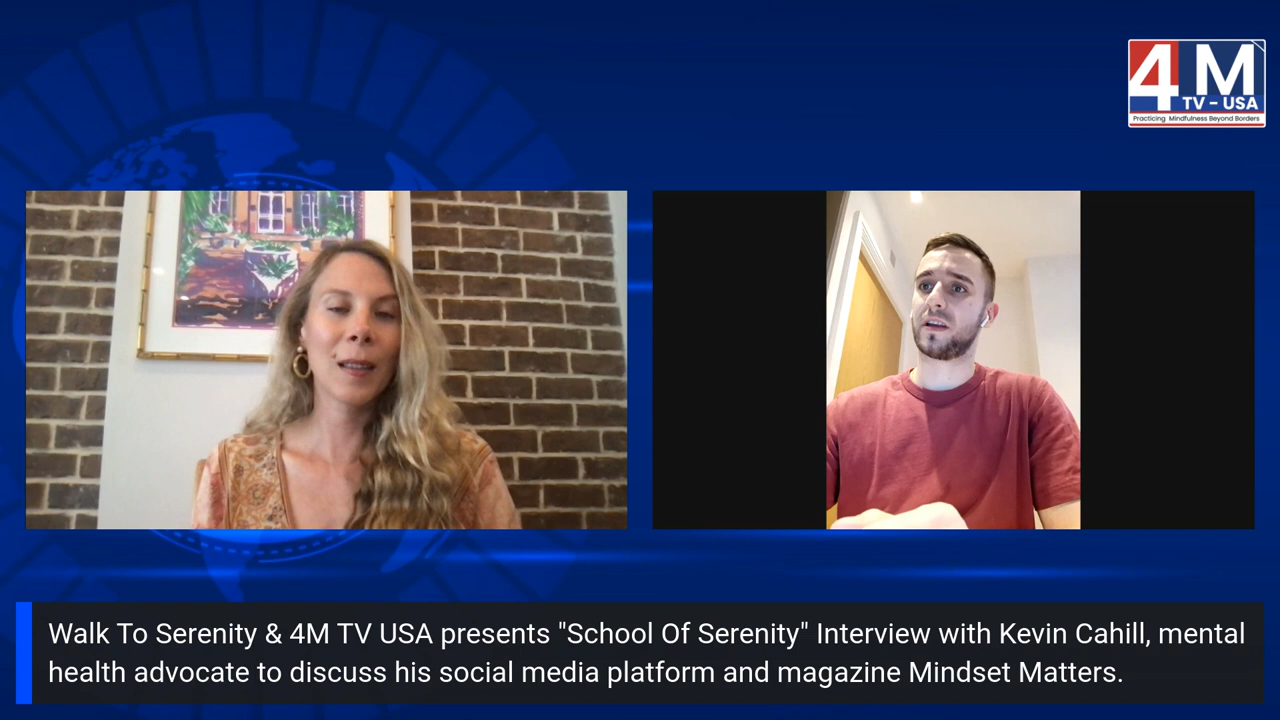 4 M
TV - USA
Practicing Mindfulness Beyond Borders
Walk To Serenity & 4M TV USA presents "School Of Serenity" Interview with Kevin Cahill, mental
health advocate to discuss his social media platform and magazine Mindset Matters.